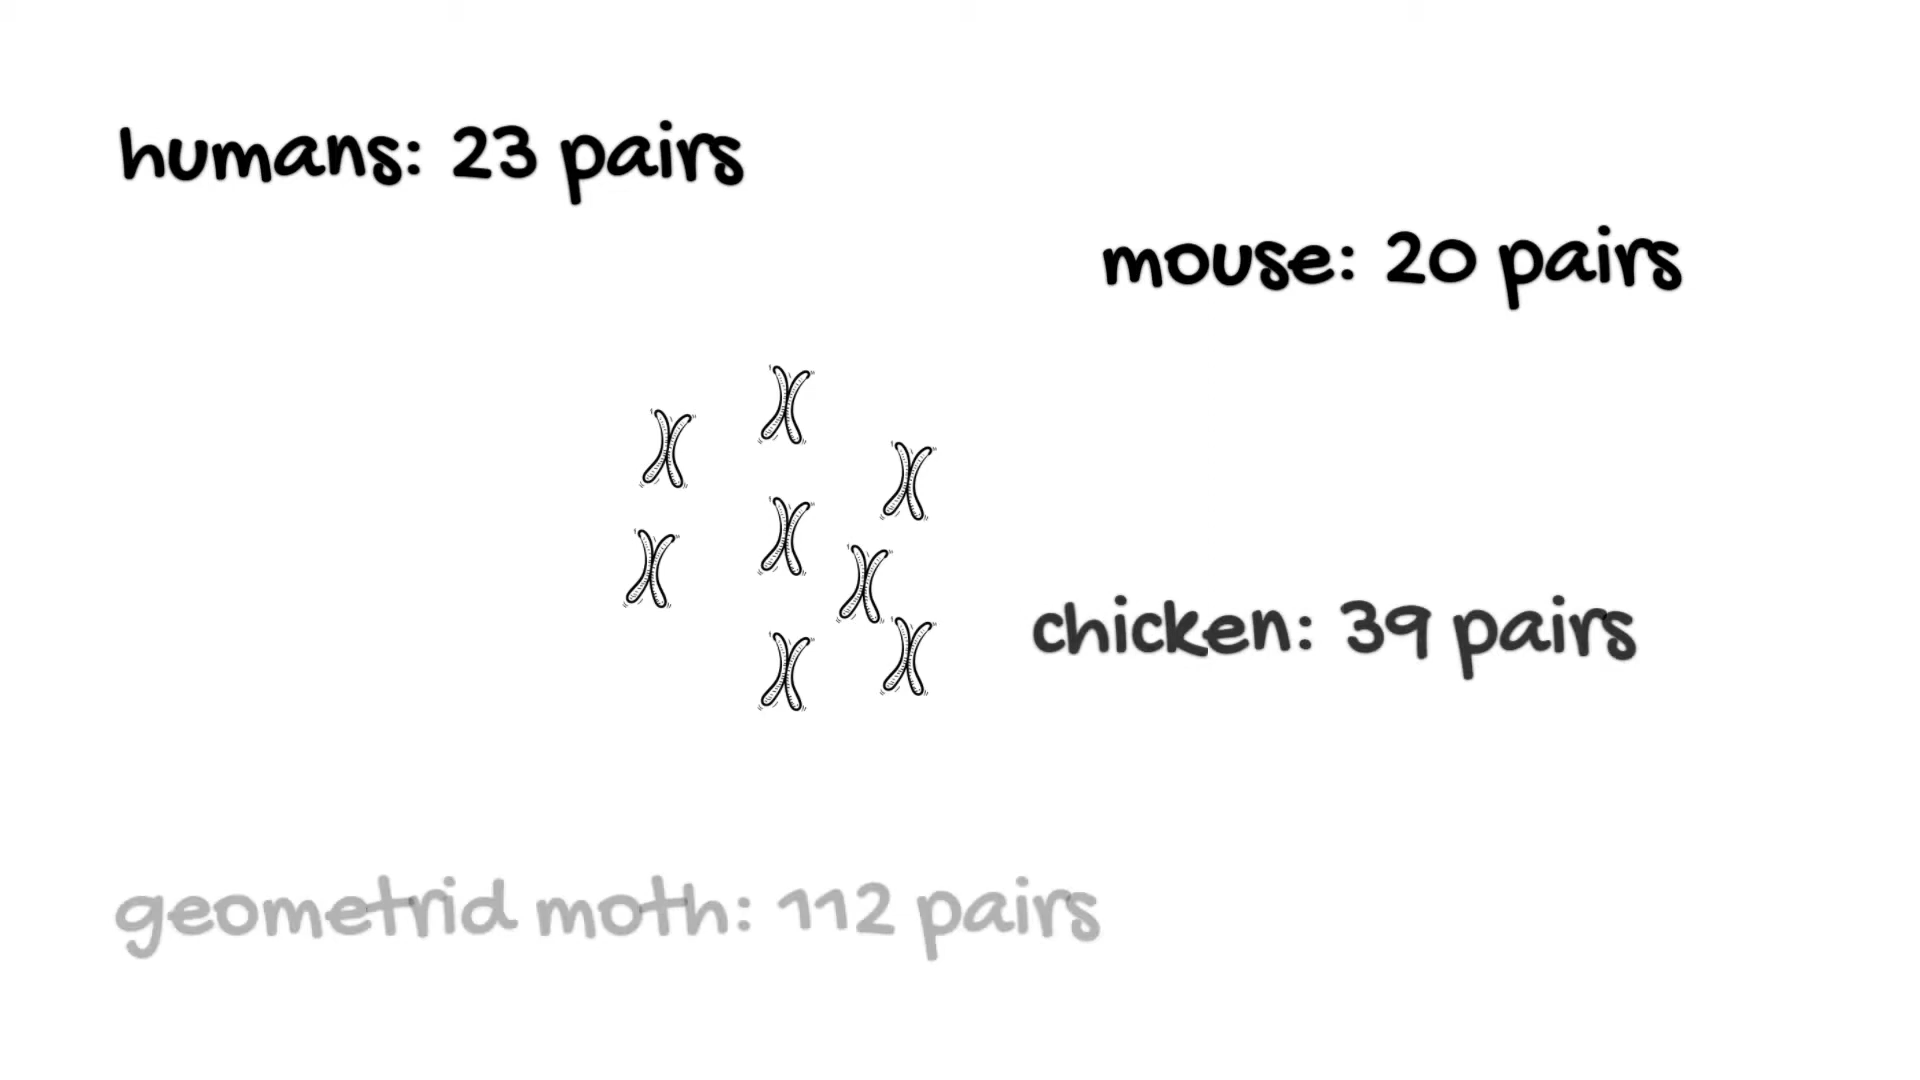 humans: 23 pairs
mouse: 20 pairs
chicken: 39 pairs
geometrid moth: 112 pairs